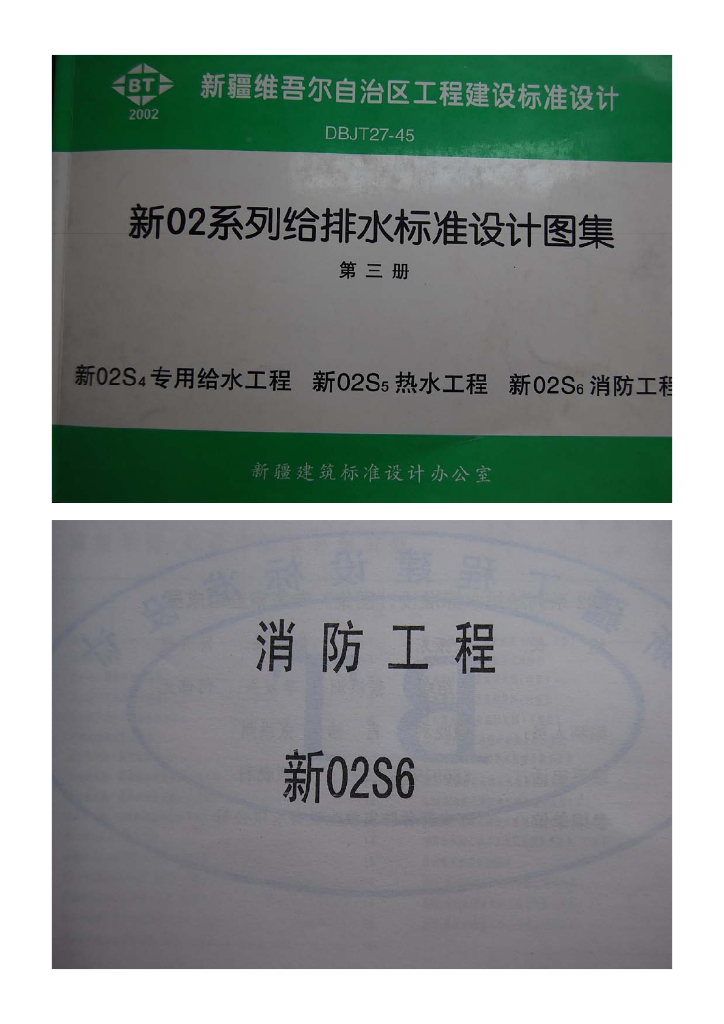 BT
2002
新疆维吾尔自治区工程建设标准设计
DBJT27-45
新02系列给排水标准设计图集
第三册
新02S4专用给水工程 新02S5热水工程 新02S6消防工程
新疆建筑标准设计办公室
消防工程
新02S6